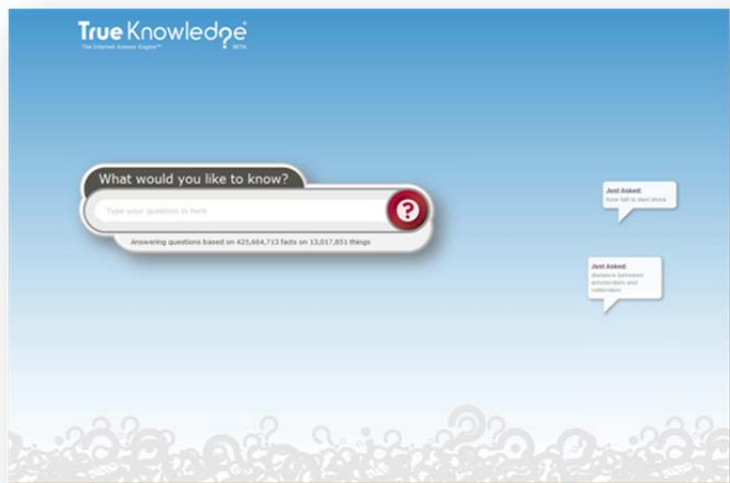 True Knowledge
The Internet Answer Engine™ BETA
What would you like to know?
Type your question in here
Answering questions based on 425,664,713 facts on 13,017,851 things
Just Asked:
how tall is dani alves
Just Asked:
distance between
amsterdam and
rotterdam